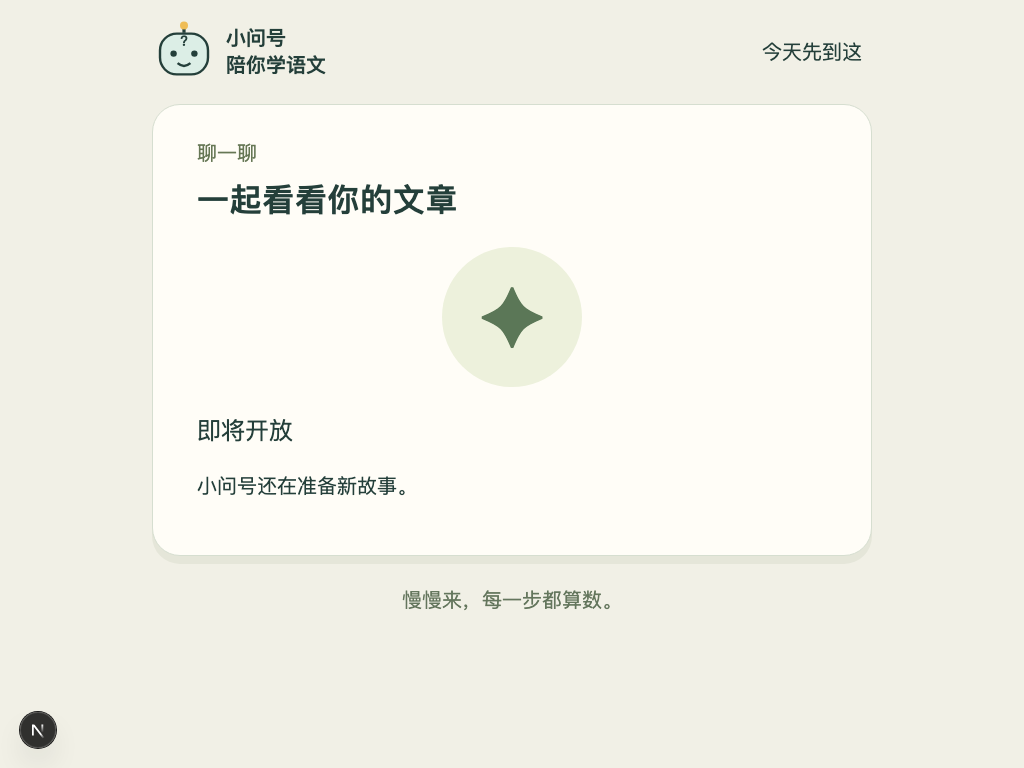 ?
小问号
陪你学语文
今天先到这
聊一聊
一起看看你的文章
即将开放
小问号还在准备新故事。
慢慢来，每一步都算数。
N